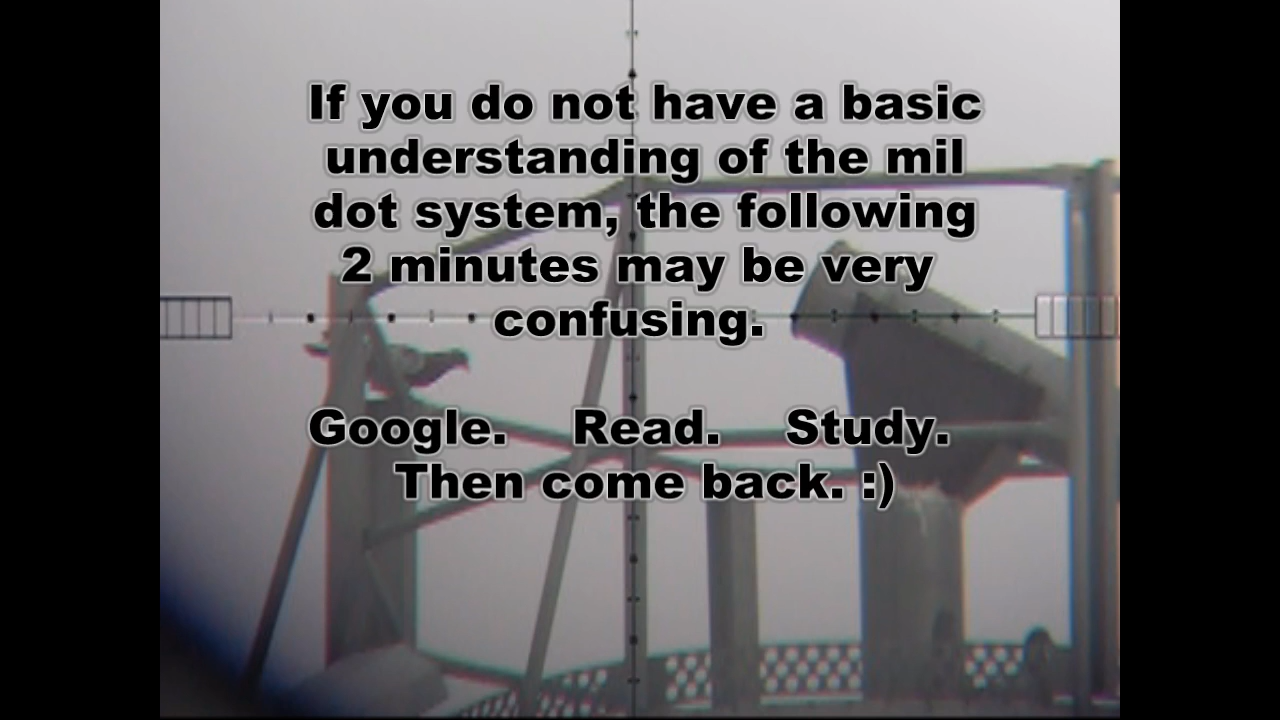 If you do not have a basic
understanding of the mil
dot system, the following
2 minutes may be very
confusing.
Google. Read. Study.
Then come back. :)